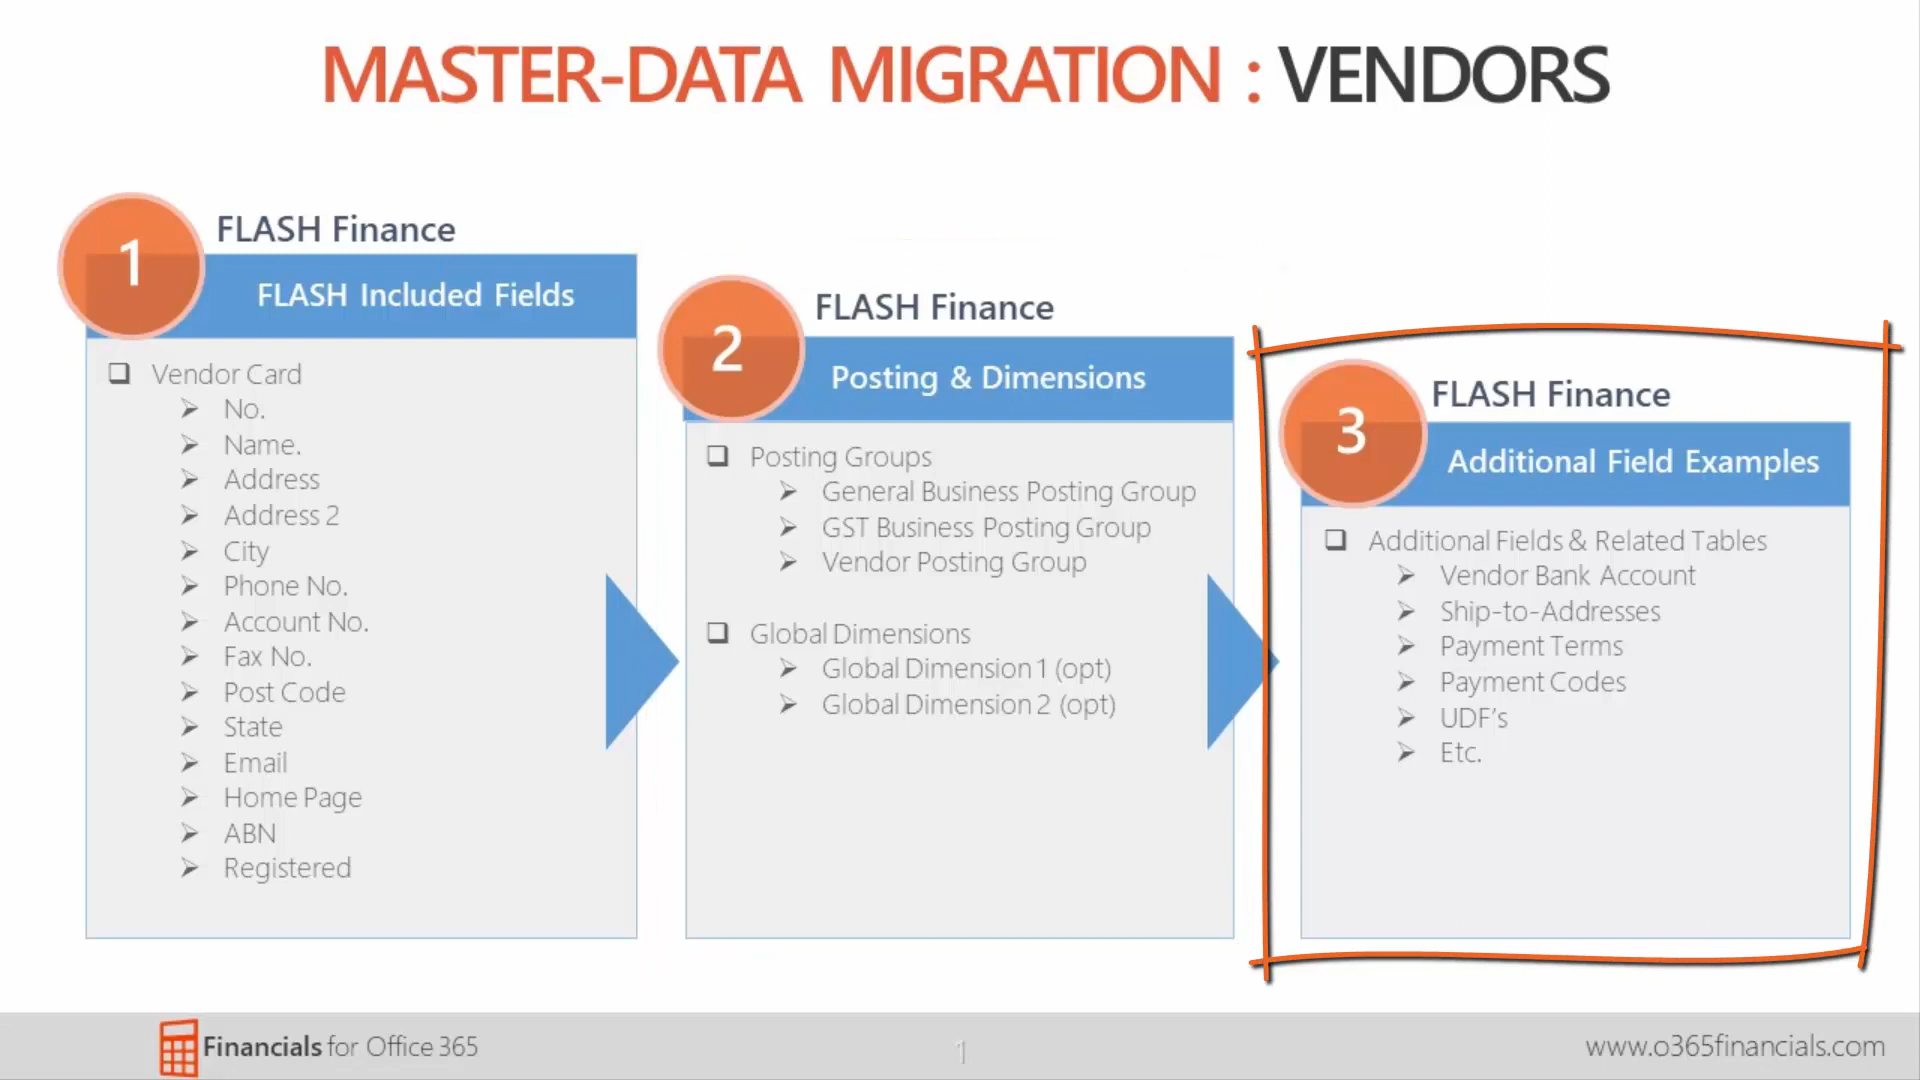 MASTER-DATA MIGRATION : VENDORS
1
FLASH Finance
FLASH Included Fields
Vendor Card
No.
Name.
Address
Address 2
City
Phone No.
Account No.
Fax No.
Post Code
State
Email
Home Page
ABN
Registered
2
FLASH Finance
Posting & Dimensions
Posting Groups
General Business Posting Group
GST Business Posting Group
Vendor Posting Group
Global Dimensions
Global Dimension 1 (opt)
Global Dimension 2 (opt)
3
FLASH Finance
Additional Field Examples
Additional Fields & Related Tables
Vendor Bank Account
Ship-to-Addresses
Payment Terms
Payment Codes
UDF's
Etc.
Financials for Office 365
1
www.o365financials.com